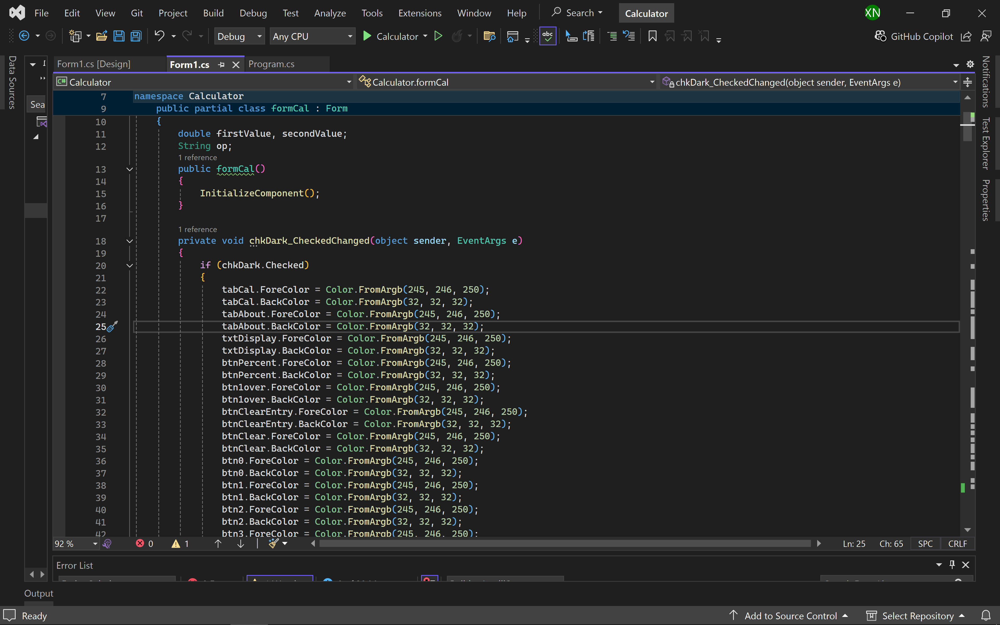 File Edit View Git Project Build Debug Test Analyze Tools Extensions Window Help Search Calculator XN
Debug Any CPU Calculator abc GitHub Copilot
Data Sources
Form1.cs [Design] Form1.cs Program.cs
Notifications
Test Explorer
Properties
C# Calculator Calculator.formCal chkDark_CheckedChanged(object sender, EventArgs e)
Sea
7 namespace Calculator
9 public partial class formCal : Form
10 {
11 double firstValue, secondValue;
12 String op;
1 reference
13 public formCal()
14 {
15 InitializeComponent();
16 }
17
1 reference
18 private void chkDark_CheckedChanged(object sender, EventArgs e)
19 {
20 if (chkDark.Checked)
21 {
22 tabCal.ForeColor = Color.FromArgb(245, 246, 250);
23 tabCal.BackColor = Color.FromArgb(32, 32, 32);
24 tabAbout.ForeColor = Color.FromArgb(245, 246, 250);
25 tabAbout.BackColor = Color.FromArgb(32, 32, 32);
26 txtDisplay.ForeColor = Color.FromArgb(245, 246, 250);
27 txtDisplay.BackColor = Color.FromArgb(32, 32, 32);
28 btnPercent.ForeColor = Color.FromArgb(245, 246, 250);
29 btnPercent.BackColor = Color.FromArgb(32, 32, 32);
30 btn1over.ForeColor = Color.FromArgb(245, 246, 250);
31 btn1over.BackColor = Color.FromArgb(32, 32, 32);
32 btnClearEntry.ForeColor = Color.FromArgb(245, 246, 250);
33 btnClearEntry.BackColor = Color.FromArgb(32, 32, 32);
34 btnClear.ForeColor = Color.FromArgb(245, 246, 250);
35 btnClear.BackColor = Color.FromArgb(32, 32, 32);
36 btn0.ForeColor = Color.FromArgb(245, 246, 250);
37 btn0.BackColor = Color.FromArgb(32, 32, 32);
38 btn1.ForeColor = Color.FromArgb(245, 246, 250);
39 btn1.BackColor = Color.FromArgb(32, 32, 32);
40 btn2.ForeColor = Color.FromArgb(245, 246, 250);
41 btn2.BackColor = Color.FromArgb(32, 32, 32);
42 btn3.ForeColor = Color.FromArgb(245, 246, 250);
92 % 0 1 Ln: 25 Ch: 65 SPC CRLF
Error List
Output
Ready Add to Source Control Select Repository